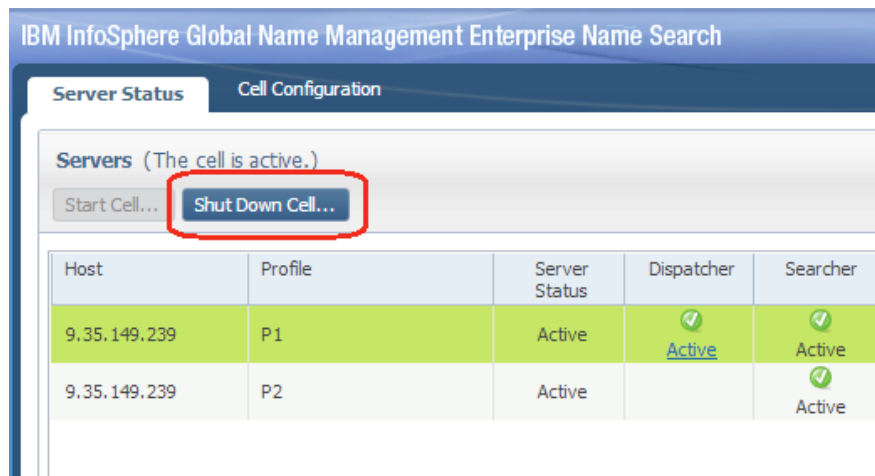 IBM InfoSphere Global Name Management Enterprise Name Search
Server Status Cell Configuration
Servers (The cell is active.)
Start Cell... Shut Down Cell...
Host Profile Server Status Dispatcher Searcher
9.35.149.239 P1 Active Active Active
9.35.149.239 P2 Active Active